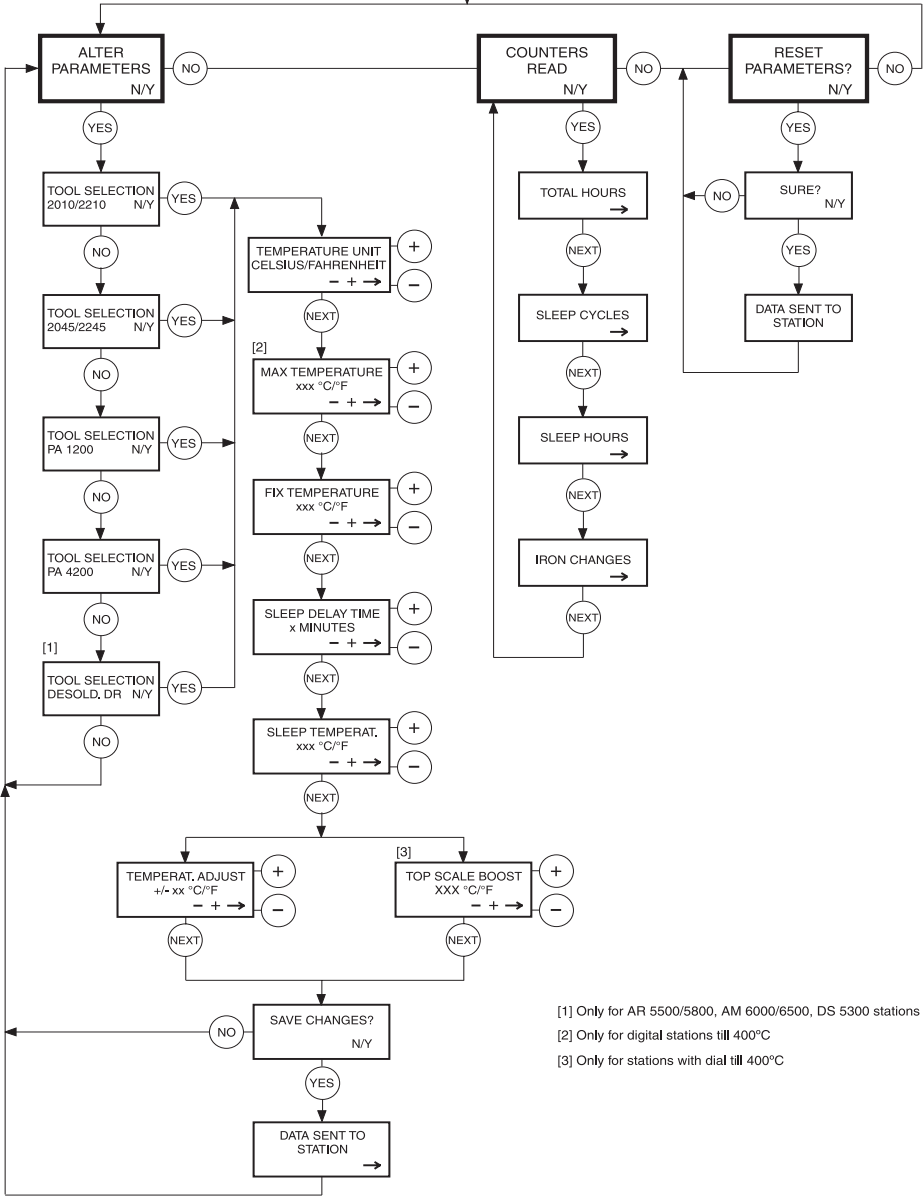 ALTER
PARAMETERS
N/Y
NO
COUNTERS
READ
N/Y
NO
RESET
PARAMETERS?
N/Y
NO
YES
TOOL SELECTION
2010/2210 N/Y
YES
NO
TOOL SELECTION
2045/2245 N/Y
YES
NO
TOOL SELECTION
PA 1200 N/Y
YES
NO
TOOL SELECTION
PA 4200 N/Y
YES
NO
[1]
TOOL SELECTION
DESOLD. DR N/Y
YES
NO
TEMPERATURE UNIT
CELSIUS/FAHRENHEIT
− + →
+
−
NEXT
[2]
MAX TEMPERATURE
xxx °C/°F
− + →
+
−
NEXT
FIX TEMPERATURE
xxx °C/°F
− + →
+
−
NEXT
SLEEP DELAY TIME
x MINUTES
− + →
+
−
NEXT
SLEEP TEMPERAT.
xxx °C/°F
− + →
+
−
NEXT
TEMPERAT. ADJUST
+/- xx °C/°F
− + →
+
−
NEXT
[3]
TOP SCALE BOOST
XXX °C/°F
− + →
+
−
NEXT
SAVE CHANGES?
N/Y
NO
YES
DATA SENT TO
STATION
→
YES
TOTAL HOURS
→
NEXT
SLEEP CYCLES
→
NEXT
SLEEP HOURS
→
NEXT
IRON CHANGES
→
NEXT
YES
SURE?
N/Y
NO
YES
DATA SENT TO
STATION
[1] Only for AR 5500/5800, AM 6000/6500, DS 5300 stations
[2] Only for digital stations till 400ºC
[3] Only for stations with dial till 400ºC